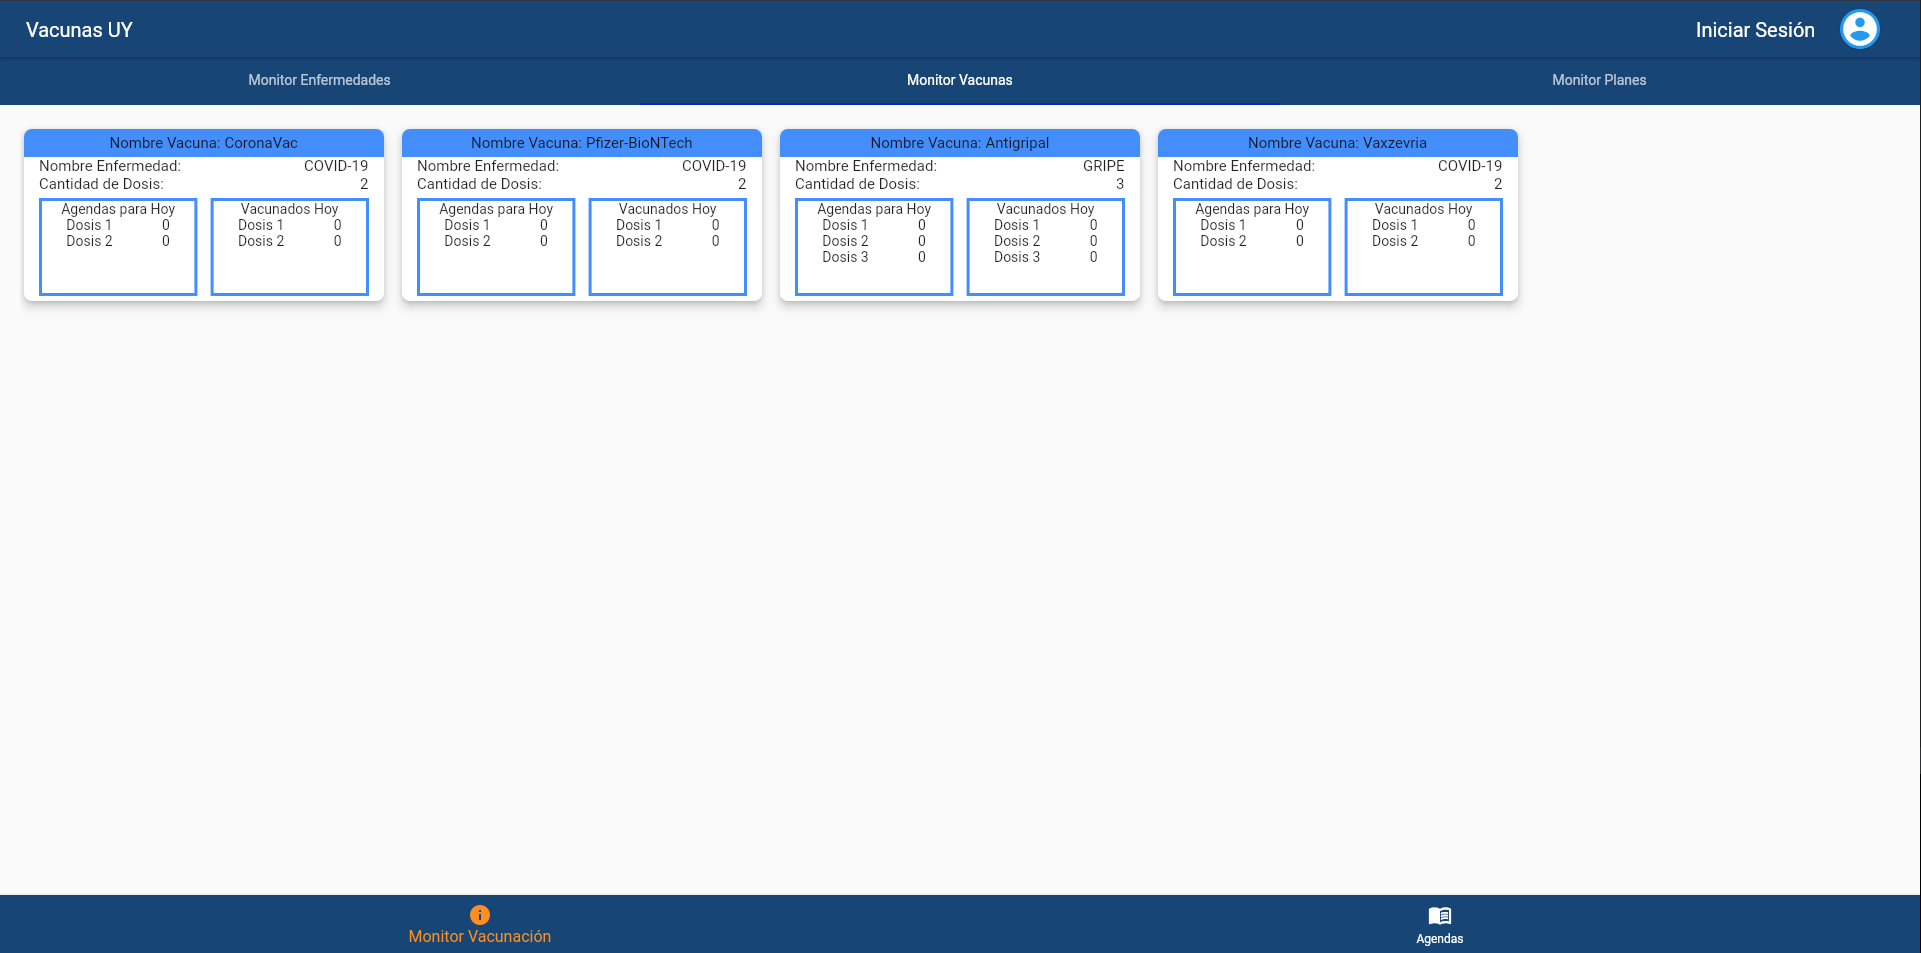 Vacunas UY
Iniciar Sesión
Monitor Enfermedades
Monitor Vacunas
Monitor Planes
Nombre Vacuna: CoronaVac
Nombre Enfermedad: COVID-19
Cantidad de Dosis: 2
Agendas para Hoy
Dosis 1 0
Dosis 2 0
Vacunados Hoy
Dosis 1 0
Dosis 2 0
Nombre Vacuna: Pfizer-BioNTech
Nombre Enfermedad: COVID-19
Cantidad de Dosis: 2
Agendas para Hoy
Dosis 1 0
Dosis 2 0
Vacunados Hoy
Dosis 1 0
Dosis 2 0
Nombre Vacuna: Antigripal
Nombre Enfermedad: GRIPE
Cantidad de Dosis: 3
Agendas para Hoy
Dosis 1 0
Dosis 2 0
Dosis 3 0
Vacunados Hoy
Dosis 1 0
Dosis 2 0
Dosis 3 0
Nombre Vacuna: Vaxzevria
Nombre Enfermedad: COVID-19
Cantidad de Dosis: 2
Agendas para Hoy
Dosis 1 0
Dosis 2 0
Vacunados Hoy
Dosis 1 0
Dosis 2 0
Monitor Vacunación
Agendas